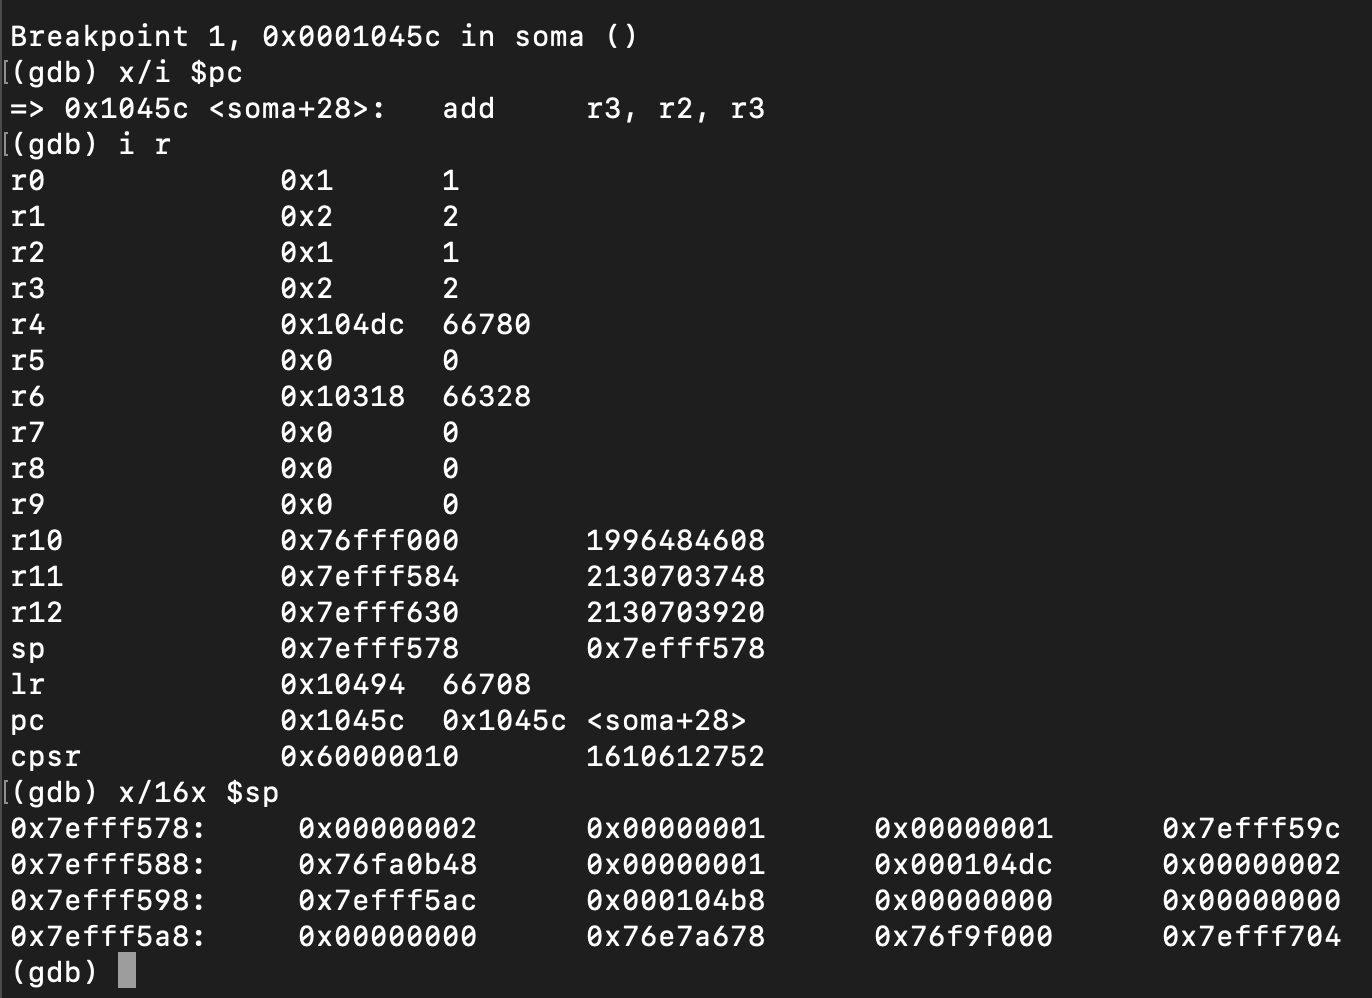 Breakpoint 1, 0x0001045c in soma ()
[(gdb) x/i $pc
=> 0x1045c <soma+28>:   add     r3, r2, r3
[(gdb) i r
r0             0x1      1
r1             0x2      2
r2             0x1      1
r3             0x2      2
r4             0x104dc  66780
r5             0x0      0
r6             0x10318  66328
r7             0x0      0
r8             0x0      0
r9             0x0      0
r10            0x76fff000       1996484608
r11            0x7efff584       2130703748
r12            0x7efff630       2130703920
sp             0x7efff578       0x7efff578
lr             0x10494  66708
pc             0x1045c  0x1045c <soma+28>
cpsr           0x60000010       1610612752
[(gdb) x/16x $sp
0x7efff578:     0x00000002      0x00000001      0x00000001      0x7efff59c
0x7efff588:     0x76fa0b48      0x00000001      0x000104dc      0x00000002
0x7efff598:     0x7efff5ac      0x000104b8      0x00000000      0x00000000
0x7efff5a8:     0x00000000      0x76e7a678      0x76f9f000      0x7efff704
(gdb)